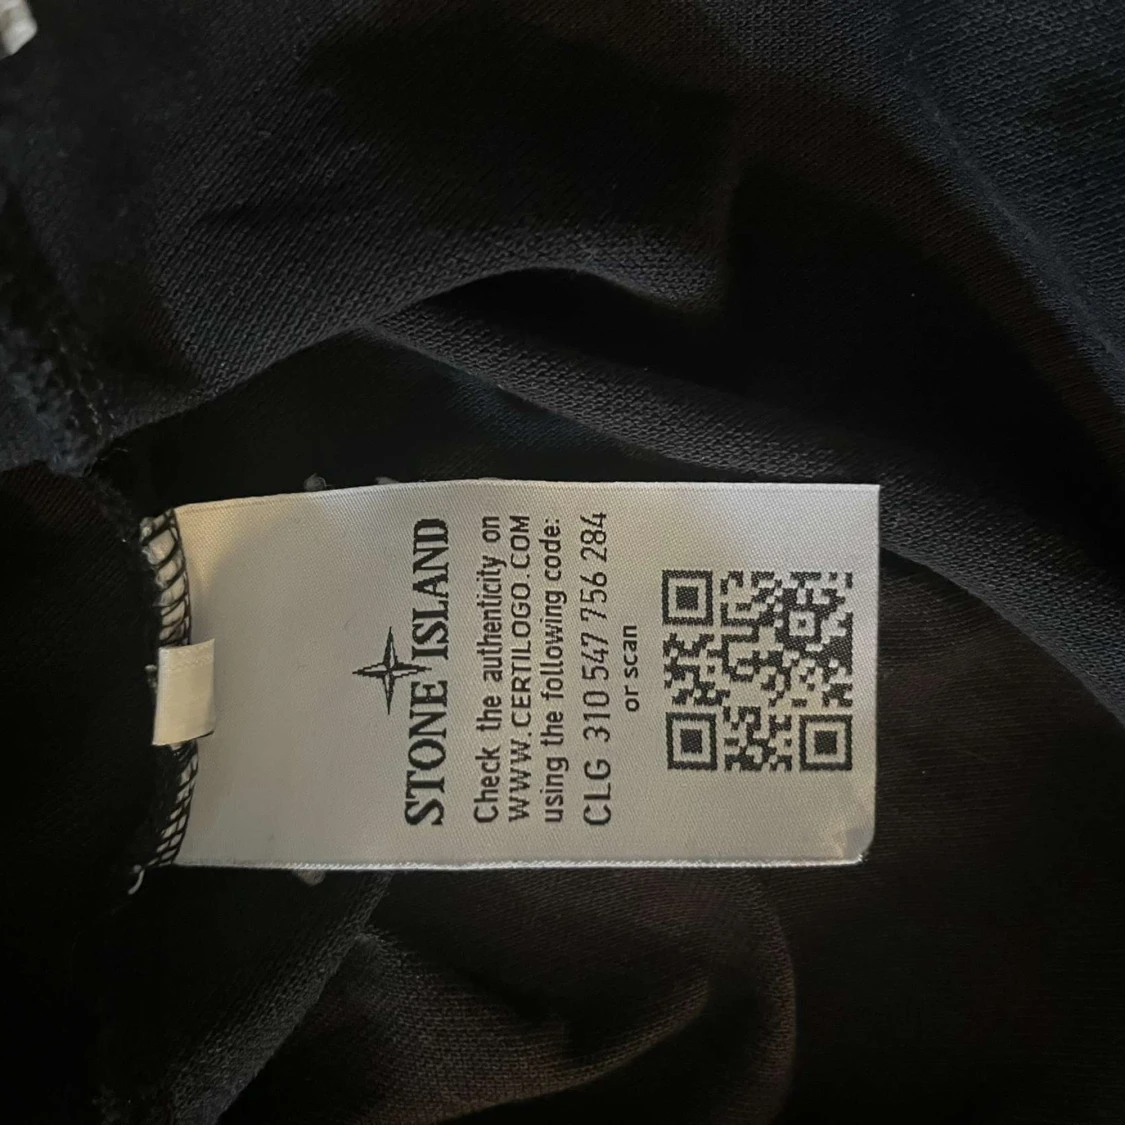 STONE ISLAND
Check the authenticity on
WWW.CERTILOGO.COM
using the following code:
CLG 310 547 756 284
or scan